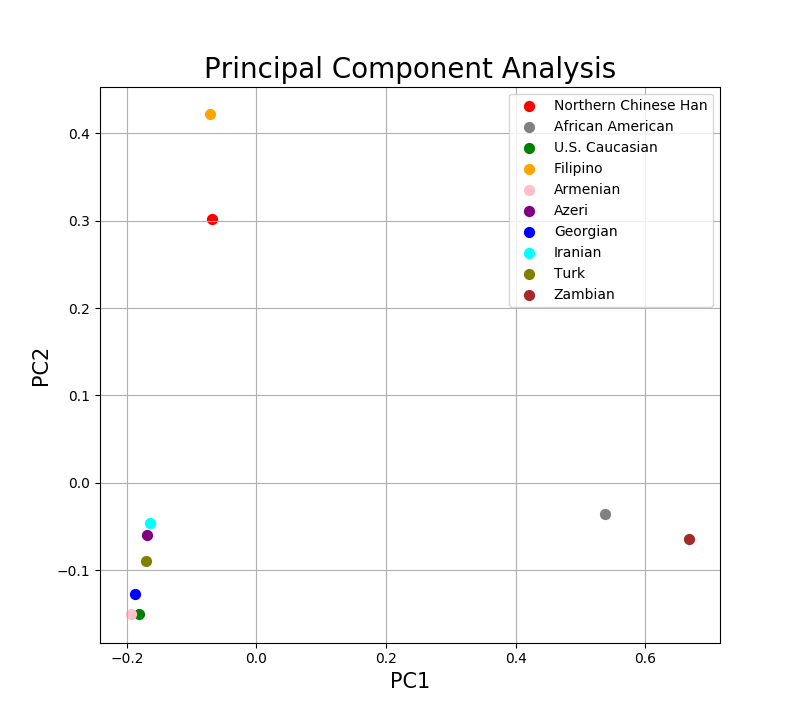 Principal Component Analysis
Northern Chinese Han
African American
U.S. Caucasian
Filipino
Armenian
Azeri
Georgian
Iranian
Turk
Zambian
0.4
0.3
0.2
0.1
0.0
−0.1
PC2
−0.2 0.0 0.2 0.4 0.6
PC1